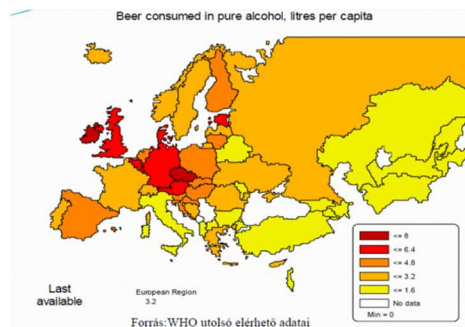 Beer consumed in pure alcohol, litres per capita
<= 8
<= 6.4
<= 4.8
<= 3.2
<= 1.6
No data
Min = 0
Last
available
European Region
3.2
Forrás:WHO utolsó elérhető adatai